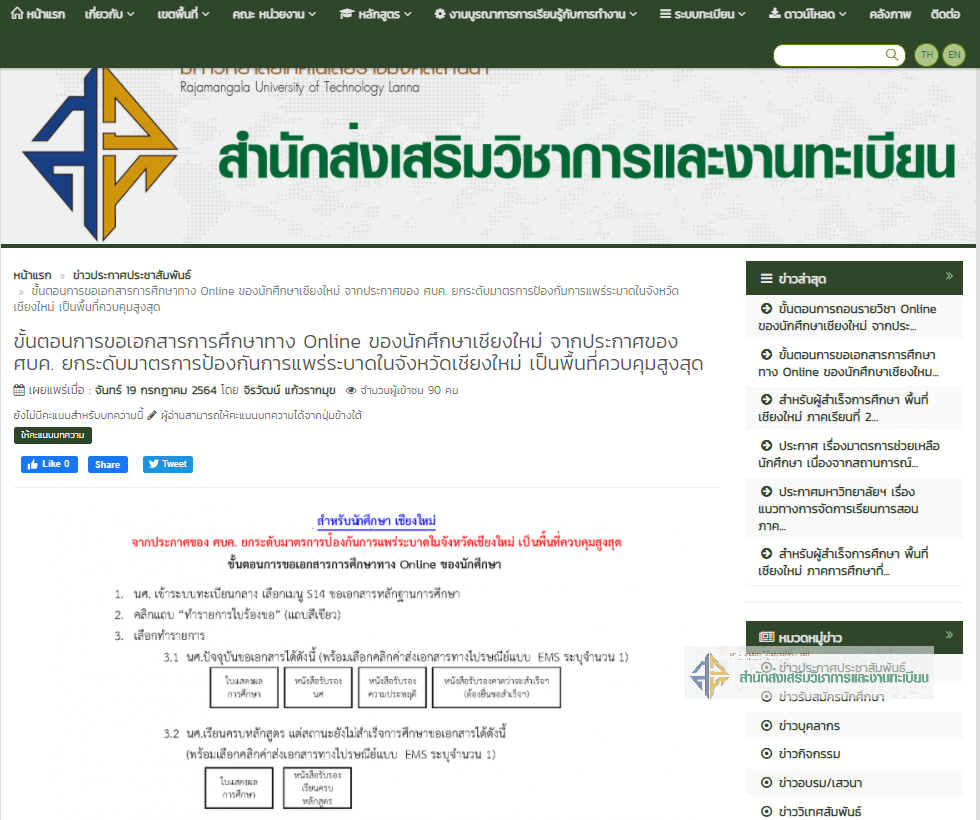 หน้าแรก เกี่ยวกับ เขตพื้นที่ คณะ หน่วยงาน หลักสูตร งานบูรณาการการเรียนรู้กับการทำงาน ระบบทะเบียน ดาวน์โหลด คลังภาพ ติดต่อ
TH EN
มหาวิทยาลัยเทคโนโลยีราชมงคลล้านนา
Rajamangala University of Technology Lanna
สำนักส่งเสริมวิชาการและงานทะเบียน
หน้าแรก » ข่าวประกาศประชาสัมพันธ์
» ขั้นตอนการขอเอกสารการศึกษาทาง Online ของนักศึกษาเชียงใหม่ จากประกาศของ ศบค. ยกระดับมาตรการป้องกันการแพร่ระบาดในจังหวัด
เชียงใหม่ เป็นพื้นที่ควบคุมสูงสุด
ขั้นตอนการขอเอกสารการศึกษาทาง Online ของนักศึกษาเชียงใหม่ จากประกาศของ
ศบค. ยกระดับมาตรการป้องกันการแพร่ระบาดในจังหวัดเชียงใหม่ เป็นพื้นที่ควบคุมสูงสุด
เผยแพร่เมื่อ : จันทร์ 19 กรกฎาคม 2564 โดย จิรวัฒน์ แก้วรากมุข จำนวนผู้เข้าชม 90 คน
ยังไม่มีคะแนนสำหรับบทความนี้ ผู้อ่านสามารถให้คะแนนบทความได้จากปุ่มข้างใต้
ให้คะแนนบทความ
Like 0 Share Tweet
สำหรับนักศึกษา เชียงใหม่
จากประกาศของ ศบค. ยกระดับมาตรการป้องกันการแพร่ระบาดในจังหวัดเชียงใหม่ เป็นพื้นที่ควบคุมสูงสุด
ขั้นตอนการขอเอกสารการศึกษาทาง Online ของนักศึกษา
1. นศ. เข้าระบบทะเบียนกลาง เลือกเมนู S14 ขอเอกสารหลักฐานการศึกษา
2. คลิกแถบ "ทำรายการใบร้องขอ" (แถบสีเขียว)
3. เลือกทำรายการ
3.1 นศ.ปัจจุบันขอเอกสารได้ดังนี้ (พร้อมเลือกคลิกค่าส่งเอกสารทางไปรษณีย์แบบ EMS ระบุจำนวน 1)
ใบแสดงผล
การศึกษา
หนังสือรับรอง
นศ
หนังสือรับรอง
ความประพฤติ
หนังสือรับรองคาดว่าจะสำเร็จฯ
(ต้องยื่นขอสำเร็จฯ)
3.2 นศ.เรียนครบหลักสูตร แต่สถานะยังไม่สำเร็จการศึกษาขอเอกสารได้ดังนี้
(พร้อมเลือกคลิกค่าส่งเอกสารทางไปรษณีย์แบบ EMS ระบุจำนวน 1)
ใบแสดงผล
การศึกษา
หนังสือรับรอง
เรียนครบ
หลักสูตร
ข่าวล่าสุด »
ขั้นตอนการถอนรายวิชา Online
ของนักศึกษาเชียงใหม่ จากประ...
ขั้นตอนการขอเอกสารการศึกษา
ทาง Online ของนักศึกษาเชียงใหม...
สำหรับผู้สำเร็จการศึกษา พื้นที่
เชียงใหม่ ภาคเรียนที่ 2...
ประกาศ เรื่องมาตรการช่วยเหลือ
นักศึกษา เนื่องจากสถานการณ์...
ประกาศมหาวิทยาลัยฯ เรื่อง
แนวทางการจัดการเรียนการสอน
ภาค...
สำหรับผู้สำเร็จการศึกษา พื้นที่
เชียงใหม่ ภาคการศึกษาที่...
หมวดหมู่ข่าว »
ข่าวประกาศประชาสัมพันธ์
สำนักส่งเสริมวิชาการและงานทะเบียน
ข่าวรับสมัครนักศึกษา
ข่าวบุคลากร
ข่าวกิจกรรม
ข่าวอบรม/เสวนา
ข่าววิเทศสัมพันธ์